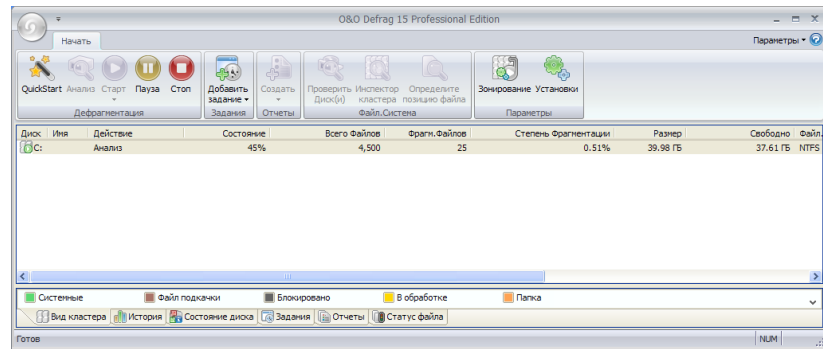 O&O Defrag 15 Professional Edition
Начать
Параметры
QuickStart Анализ Старт Пауза Стоп Добавить задание Создать Проверить Диск(и) Инспектор кластера Определите позицию файла Зонирование Установки
Дефрагментация Задания Отчеты Файл.Система Параметры
Диск Имя Действие Состояние Всего Файлов Фрагм.Файлов Степень Фрагментации Размер Свободно Файл.
C: Анализ 45% 4,500 25 0.51% 39.98 ГБ 37.61 ГБ NTFS
Системные Файл подкачки Блокировано В обработке Папка
Вид кластера История Состояние диска Задания Отчеты Статус файла
Готов NUM